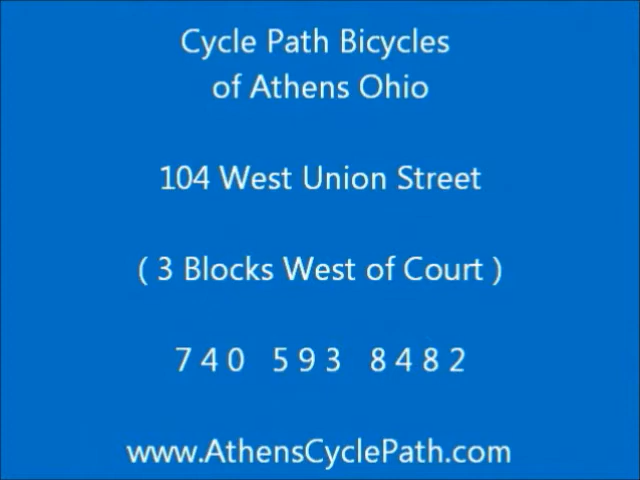 Cycle Path Bicycles
of Athens Ohio
104 West Union Street
( 3 Blocks West of Court )
7 4 0   5 9 3   8 4 8 2
www.AthensCyclePath.com